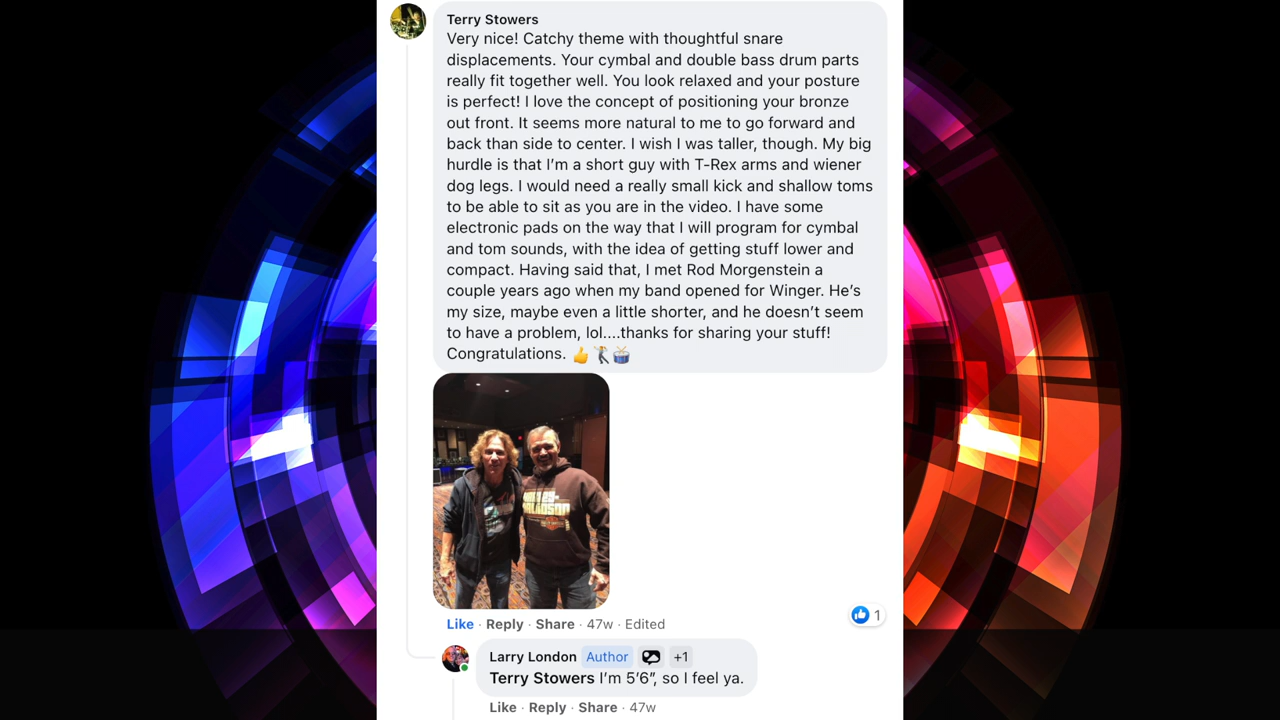 Terry Stowers
Very nice! Catchy theme with thoughtful snare
displacements. Your cymbal and double bass drum parts
really fit together well. You look relaxed and your posture
is perfect! I love the concept of positioning your bronze
out front. It seems more natural to me to go forward and
back than side to center. I wish I was taller, though. My big
hurdle is that I’m a short guy with T-Rex arms and wiener
dog legs. I would need a really small kick and shallow toms
to be able to sit as you are in the video. I have some
electronic pads on the way that I will program for cymbal
and tom sounds, with the idea of getting stuff lower and
compact. Having said that, I met Rod Morgenstein a
couple years ago when my band opened for Winger. He’s
my size, maybe even a little shorter, and he doesn’t seem
to have a problem, lol....thanks for sharing your stuff!
Congratulations. 👍🏌️🥁
Like · Reply · Share · 47w · Edited
1
Larry London Author +1
Terry Stowers I’m 5’6”, so I feel ya.
Like · Reply · Share · 47w